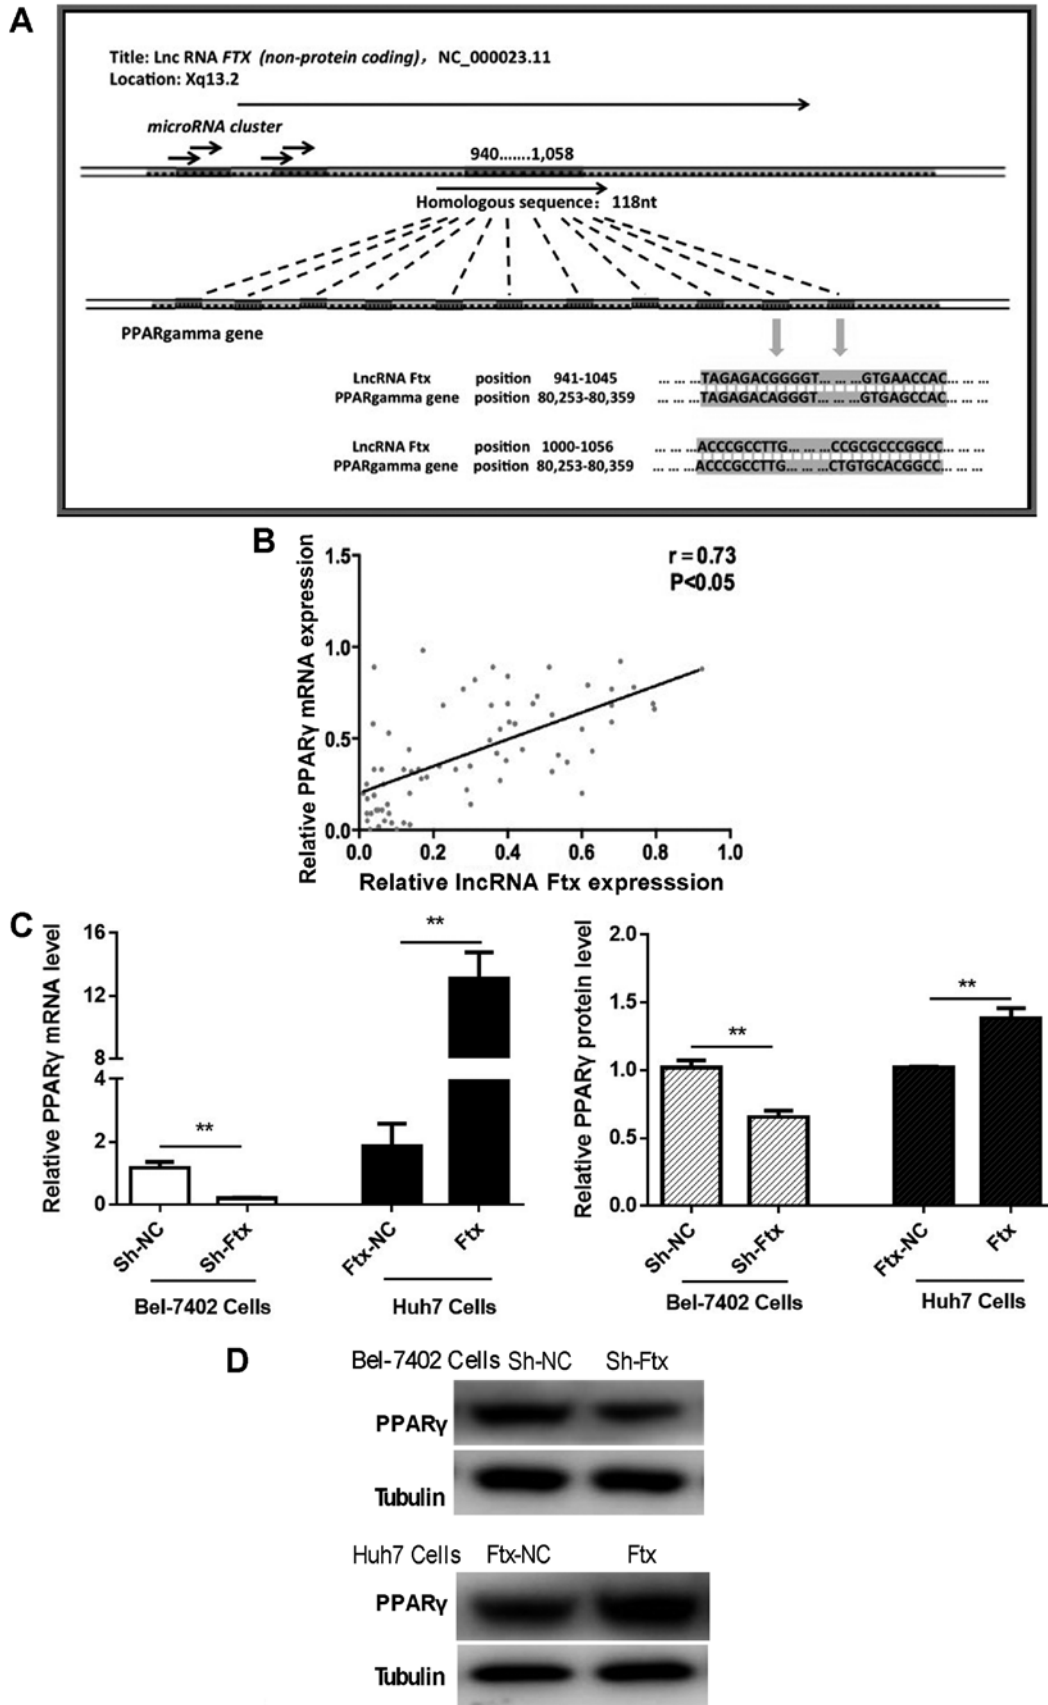 A
Title: Lnc RNA FTX (non-protein coding), NC_000023.11
Location: Xq13.2
microRNA cluster
940.......1,058
Homologous sequence: 118nt
PPARgamma gene
LncRNA Ftx position 941-1045 ... ... ...TAGAGACGGGGT... ... ...GTGAACCAC... ... ...
PPARgamma gene position 80,253-80,359 ... ... ...TAGAGACAGGGT... ... ...GTGAGCCAC... ... ...
LncRNA Ftx position 1000-1056 ... ... ...ACCCGCCTTG... ... ...CCGCGCCCGGCC... ... ...
PPARgamma gene position 80,253-80,359 ... ... ...ACCCGCCTTG... ... ...CTGTGCACGGCC... ... ...
B
Relative PPARγ mRNA expression
1.5
1.0
0.5
0.0
r = 0.73
P<0.05
0.0 0.2 0.4 0.6 0.8 1.0
Relative lncRNA Ftx expresssion
C
Relative PPARγ mRNA level
16
12
8
4
2
0
**
**
Sh-NC Sh-Ftx Ftx-NC Ftx
Bel-7402 Cells Huh7 Cells
Relative PPARγ protein level
2.0
1.5
1.0
0.5
0.0
**
**
Sh-NC Sh-Ftx Ftx-NC Ftx
Bel-7402 Cells Huh7 Cells
D
Bel-7402 Cells Sh-NC Sh-Ftx
PPARγ
Tubulin
Huh7 Cells Ftx-NC Ftx
PPARγ
Tubulin